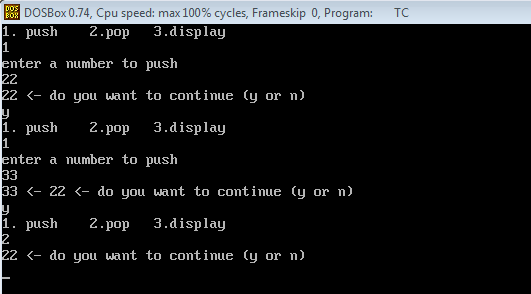 DOS BOX DOSBox 0.74, Cpu speed: max 100% cycles, Frameskip 0, Program: TC
1. push    2.pop   3.display
1
enter a number to push
22
22 <- do you want to continue (y or n)
y
1. push    2.pop   3.display
1
enter a number to push
33
33 <- 22 <- do you want to continue (y or n)
y
1. push    2.pop   3.display
2
22 <- do you want to continue (y or n)
_